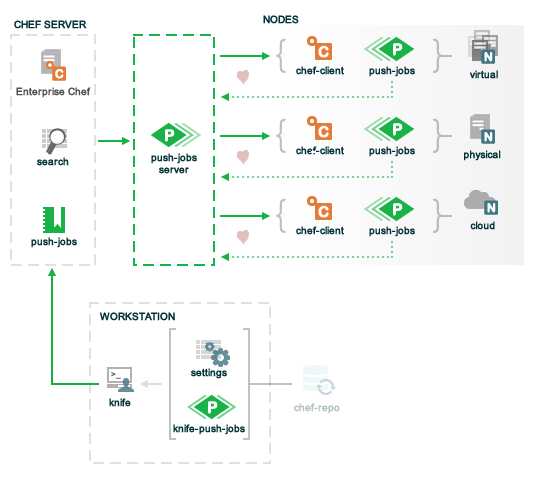 CHEF SERVER
NODES
Enterprise Chef
search
push-jobs
P
push-jobs
server
C
chef-client
P
push-jobs
N
virtual
C
chef-client
P
push-jobs
N
physical
C
chef-client
P
push-jobs
N
cloud
C
WORKSTATION
>_
knife
settings
P
knife-push-jobs
chef-repo